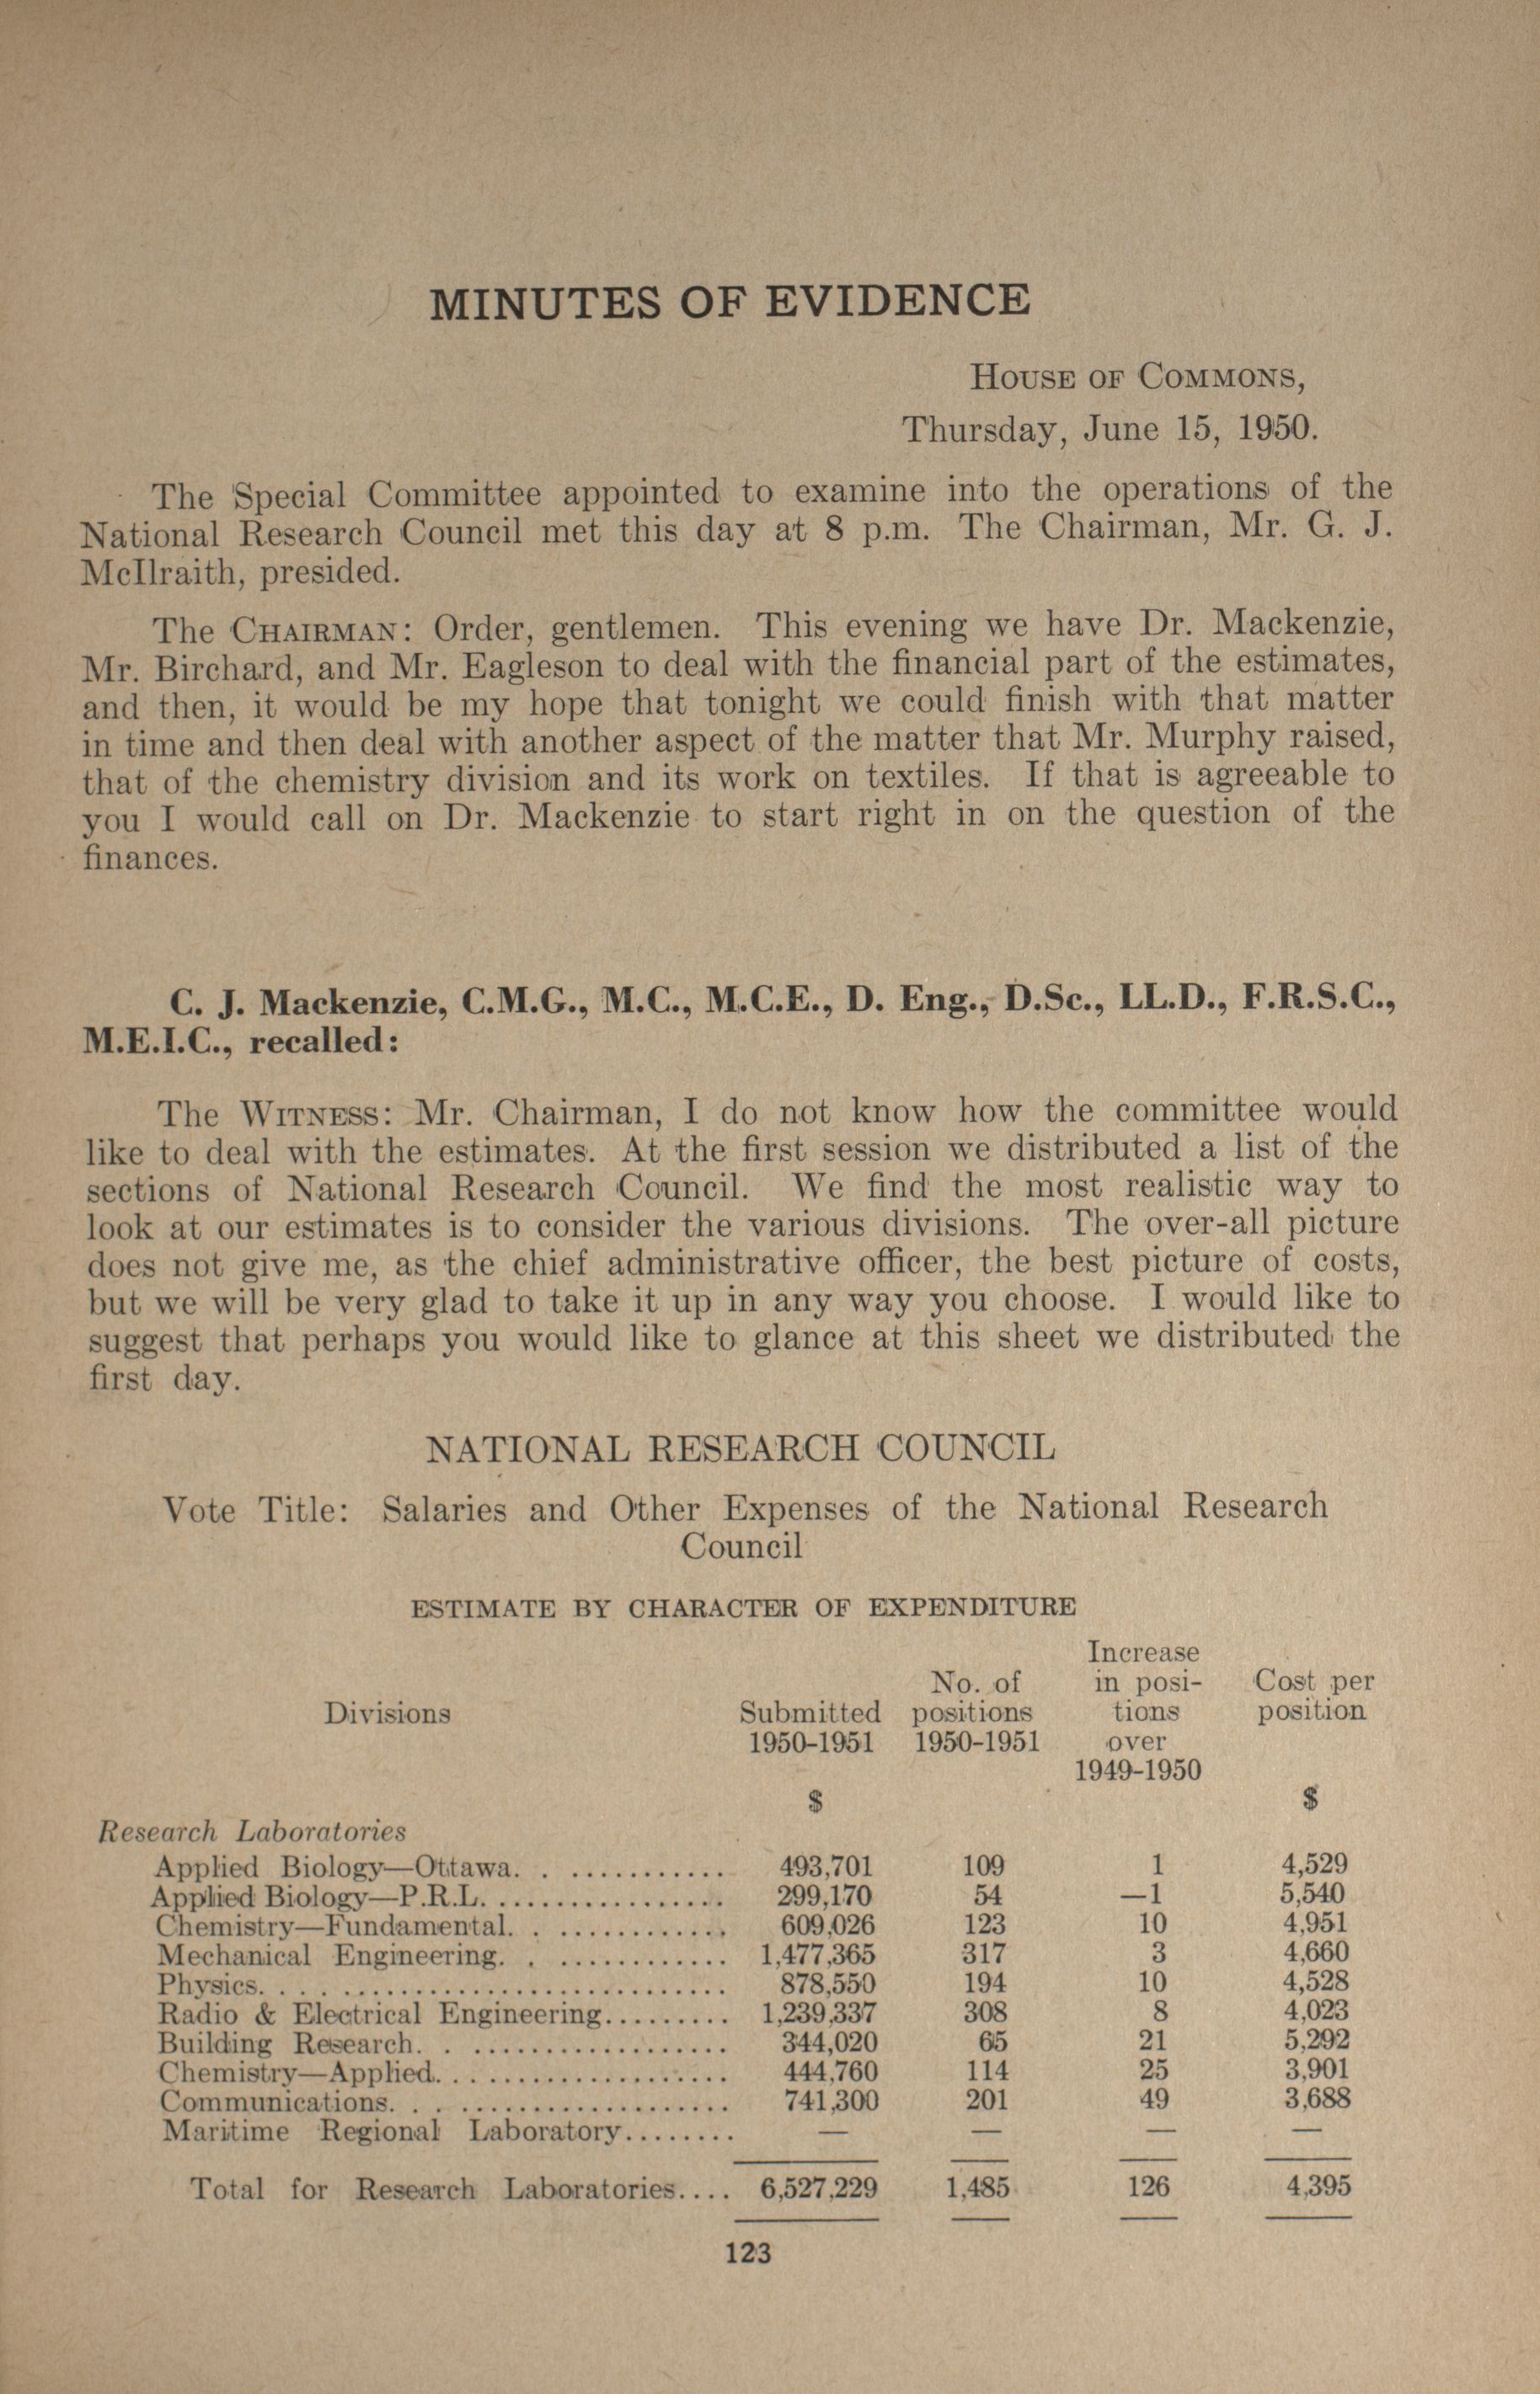 MINUTES OF EVIDENCE
HOUSE OF COMMONS,
Thursday, June 15, 1950.
The Special Committee appointed to examine into the operations of the
National Research Council met this day at 8 p.m. The Chairman, Mr. G. J.
McIlraith, presided.
The CHAIRMAN: Order, gentlemen. This evening we have Dr. Mackenzie,
Mr. Birchard, and Mr. Eagleson to deal with the financial part of the estimates,
and then, it would be my hope that tonight we could finish with that matter
in time and then deal with another aspect of the matter that Mr. Murphy raised,
that of the chemistry division and its work on textiles. If that is agreeable to
you I would call on Dr. Mackenzie to start right in on the question of the
finances.
C. J. Mackenzie, C.M.G., M.C., M.C.E., D. Eng., D.Sc., LL.D., F.R.S.C.,
M.E.I.C., recalled:
The WITNESS: Mr. Chairman, I do not know how the committee would
like to deal with the estimates. At the first session we distributed a list of the
sections of National Research Council. We find the most realistic way to
look at our estimates is to consider the various divisions. The over-all picture
does not give me, as the chief administrative officer, the best picture of costs,
but we will be very glad to take it up in any way you choose. I would like to
suggest that perhaps you would like to glance at this sheet we distributed the
first day.
NATIONAL RESEARCH COUNCIL
Vote Title: Salaries and Other Expenses of the National Research
Council
ESTIMATE BY CHARACTER OF EXPENDITURE
Increase
No. of in posi- Cost per
Divisions Submitted positions tions position
1950-1951 1950-1951 over
1949-1950
$ $
Research Laboratories
Applied Biology—Ottawa. . ............ 493,701 109 1 4,529
Applied Biology—P.R.L. ................ 299,170 54 —1 5,540
Chemistry—Fundamental. . ............ 609,026 123 10 4,951
Mechanical Engineering. . ............ 1,477,365 317 3 4,660
Physics. . . . ........................... 878,550 194 10 4,528
Radio & Electrical Engineering......... 1,239,337 308 8 4,023
Building Research. . .................. 344,020 65 21 5,292
Chemistry—Applied. . . .................. 444,760 114 25 3,901
Communications. . . ................... 741,300 201 49 3,688
Maritime Regional Laboratory........ — — — —
Total for Research Laboratories.... 6,527,229 1,485 126 4,395
123